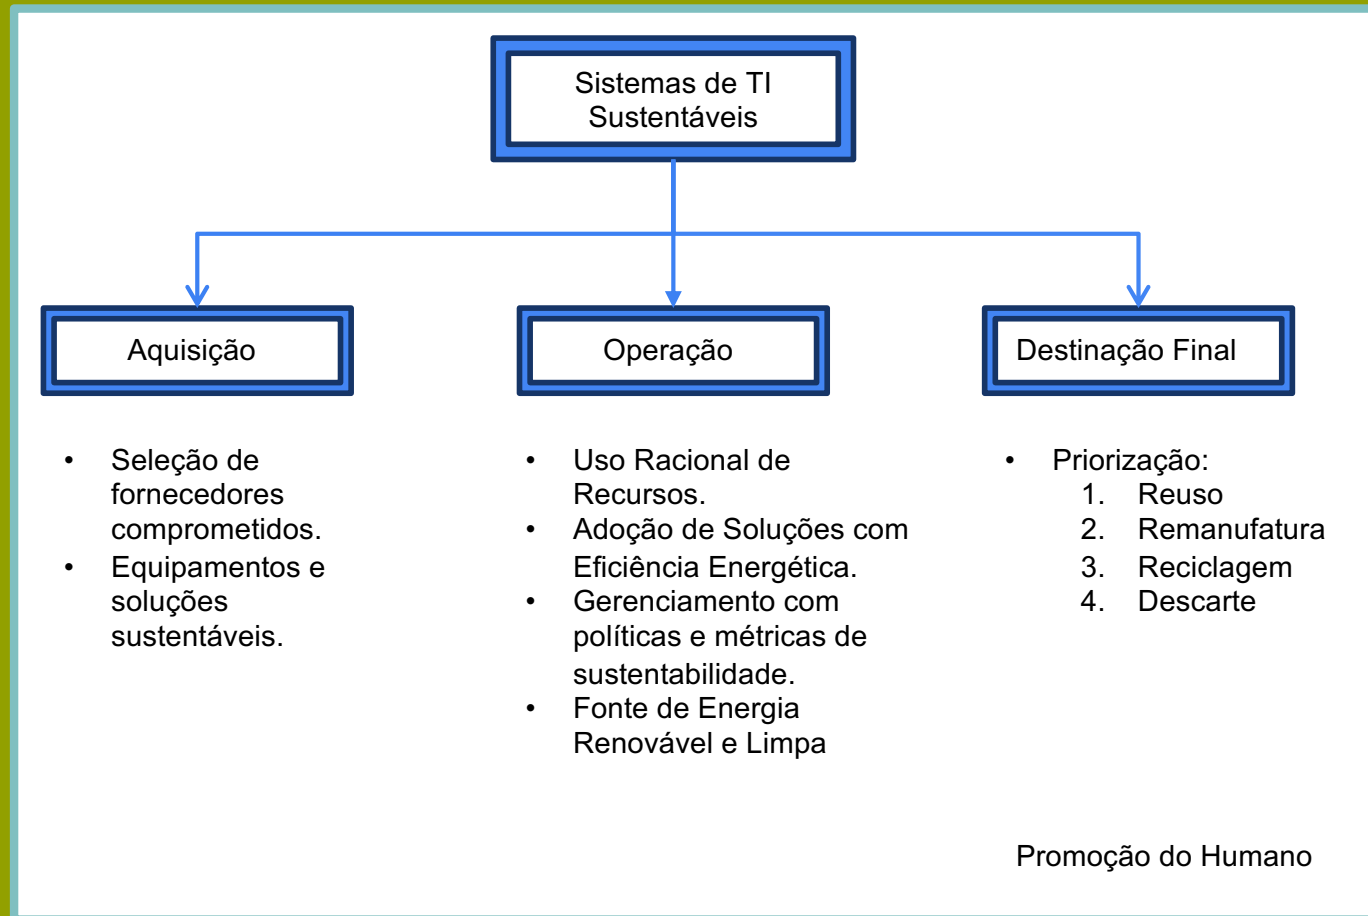 Sistemas de TI
Sustentáveis
Aquisição
Operação
Destinação Final
• Seleção de
fornecedores
comprometidos.
• Equipamentos e
soluções
sustentáveis.
• Uso Racional de
Recursos.
• Adoção de Soluções com
Eficiência Energética.
• Gerenciamento com
políticas e métricas de
sustentabilidade.
• Fonte de Energia
Renovável e Limpa
• Priorização:
1. Reuso
2. Remanufatura
3. Reciclagem
4. Descarte
Promoção do Humano